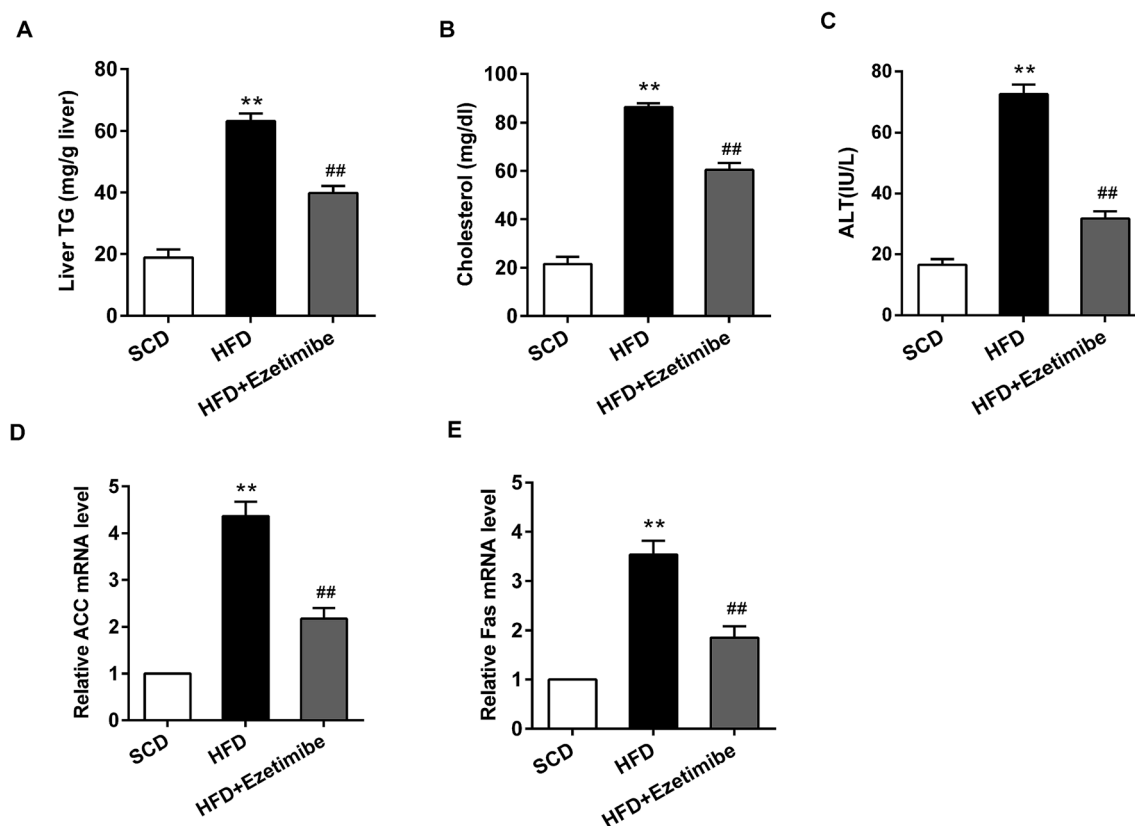 A
Liver TG (mg/g liver)
80
60
40
20
0
**
##
SCD
HFD
HFD+Ezetimibe
B
Cholesterol (mg/dl)
100
80
60
40
20
0
**
##
SCD
HFD
HFD+Ezetimibe
C
ALT(IU/L)
80
60
40
20
0
**
##
SCD
HFD
HFD+Ezetimibe
D
Relative ACC mRNA level
5
4
3
2
1
0
**
##
SCD
HFD
HFD+Ezetimibe
E
Relative Fas mRNA level
5
4
3
2
1
0
**
##
SCD
HFD
HFD+Ezetimibe